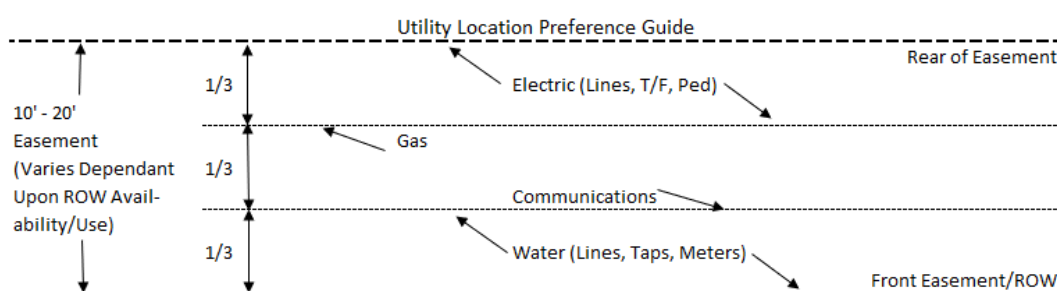 Utility Location Preference Guide
Rear of Easement
1/3
Electric (Lines, T/F, Ped)
10' - 20'
Easement
(Varies Dependant
Upon ROW Avail-
ability/Use)
Gas
1/3
Communications
1/3
Water (Lines, Taps, Meters)
Front Easement/ROW